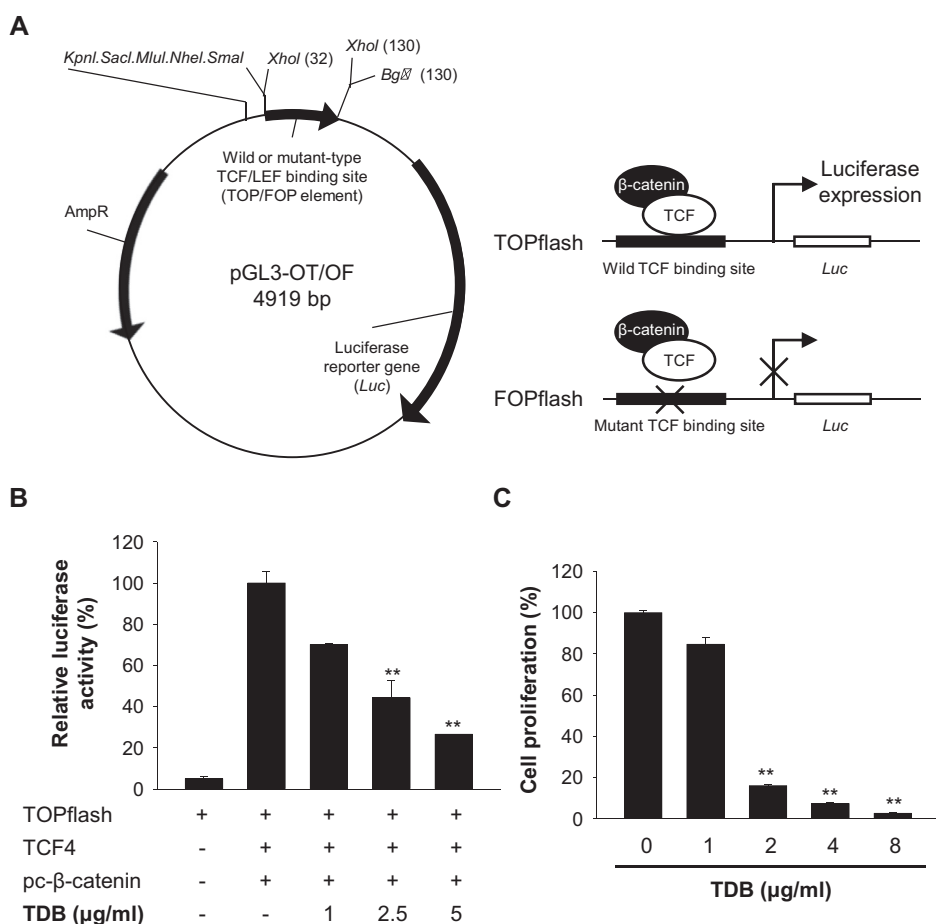 A
KpnI.SacI.MluI.NheI.SmaI
XhoI (32)
XhoI (130)
(130)
Wild or mutant-type
TCF/LEF binding site
(TOP/FOP element)
AmpR
pGL3-OT/OF
4919 bp
Luciferase
reporter gene
(Luc)
β-catenin
TCF
Luciferase
expression
TOPflash
Wild TCF binding site
Luc
β-catenin
TCF
FOPflash
Mutant TCF binding site
Luc
B
Relative luciferase
activity (%)
120
100
80
60
40
20
0
**
**
TOPflash + + + + +
TCF4 - + + + +
pc-β-catenin - + + + +
TDB (µg/ml) - - 1 2.5 5
C
Cell proliferation (%)
120
100
80
60
40
20
0
**
**
**
0 1 2 4 8
TDB (µg/ml)